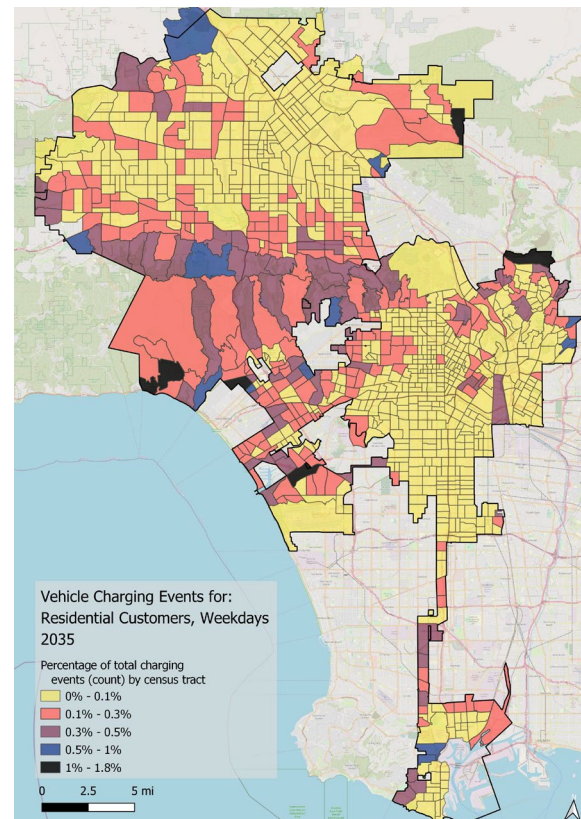 Vehicle Charging Events for:
Residential Customers, Weekdays
2035
Percentage of total charging
events (count) by census tract
0% - 0.1%
0.1% - 0.3%
0.3% - 0.5%
0.5% - 1%
1% - 1.8%
0 2.5 5 mi
N